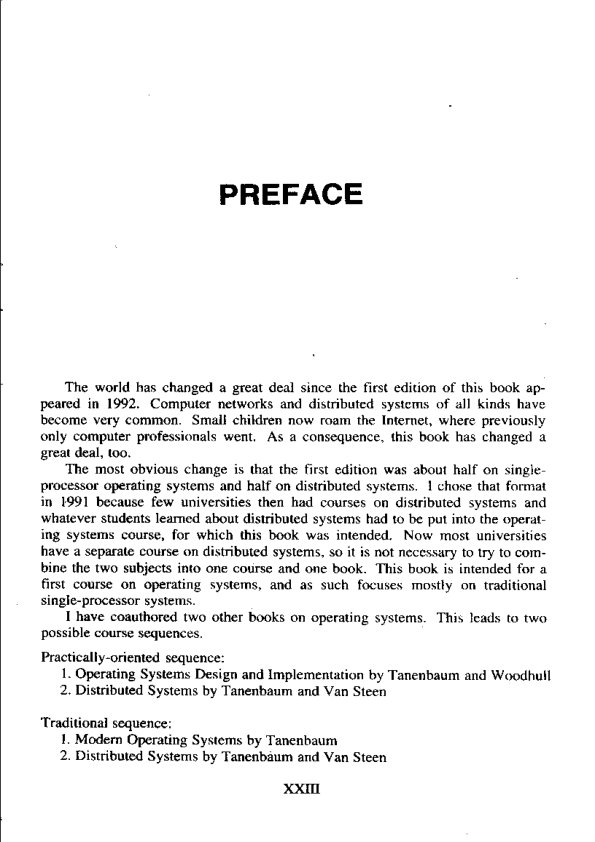 PREFACE
The world has changed a great deal since the first edition of this book ap-
peared in 1992. Computer networks and distributed systems of all kinds have
become very common. Small children now roam the Internet, where previously
only computer professionals went. As a consequence, this book has changed a
great deal, too.
The most obvious change is that the first edition was about half on single-
processor operating systems and half on distributed systems. I chose that format
in 1991 because few universities then had courses on distributed systems and
whatever students learned about distributed systems had to be put into the operat-
ing systems course, for which this book was intended. Now most universities
have a separate course on distributed systems, so it is not necessary to try to com-
bine the two subjects into one course and one book. This book is intended for a
first course on operating systems, and as such focuses mostly on traditional
single-processor systems.
I have coauthored two other books on operating systems. This leads to two
possible course sequences.
Practically-oriented sequence:
1. Operating Systems Design and Implementation by Tanenbaum and Woodhull
2. Distributed Systems by Tanenbaum and Van Steen
Traditional sequence:
1. Modern Operating Systems by Tanenbaum
2. Distributed Systems by Tanenbaum and Van Steen
XXIII